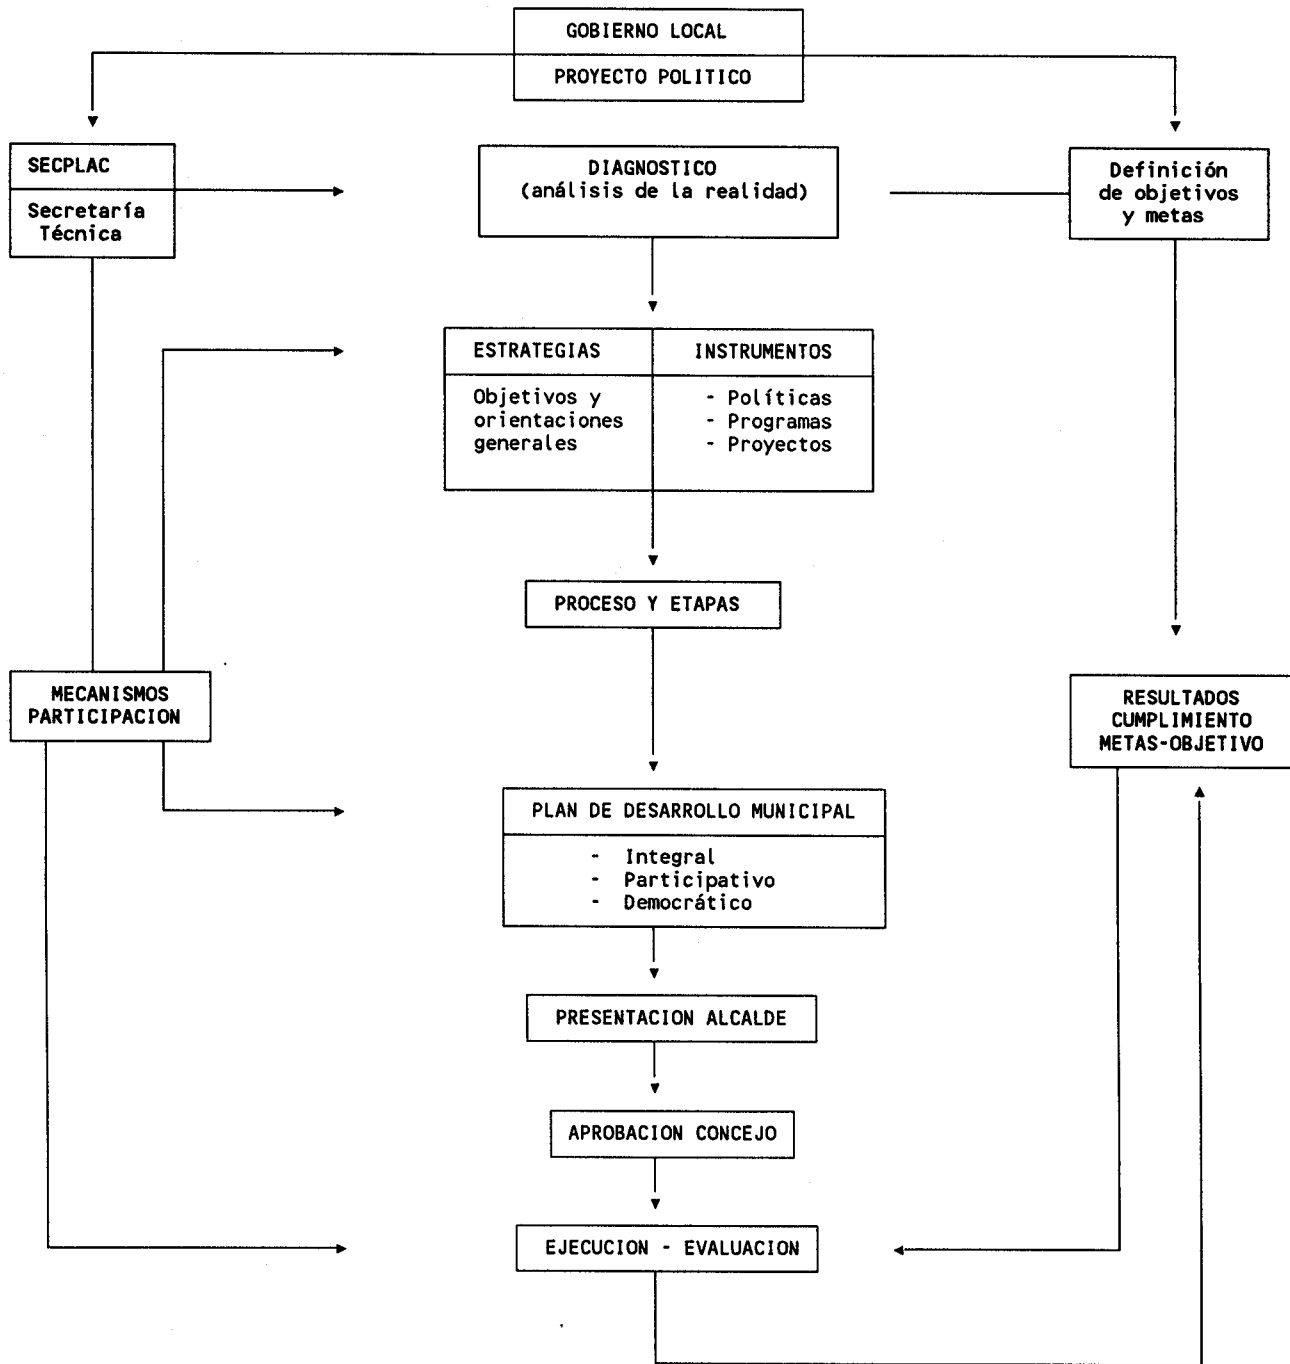 GOBIERNO LOCAL
PROYECTO POLITICO
SECPLAC
Secretaría
Técnica
DIAGNOSTICO
(análisis de la realidad)
Definición
de objetivos
y metas
ESTRATEGIAS
Objetivos y
orientaciones
generales
INSTRUMENTOS
- Políticas
- Programas
- Proyectos
PROCESO Y ETAPAS
MECANISMOS
PARTICIPACION
RESULTADOS
CUMPLIMIENTO
METAS-OBJETIVO
PLAN DE DESARROLLO MUNICIPAL
- Integral
- Participativo
- Democrático
PRESENTACION ALCALDE
APROBACION CONCEJO
EJECUCION - EVALUACION